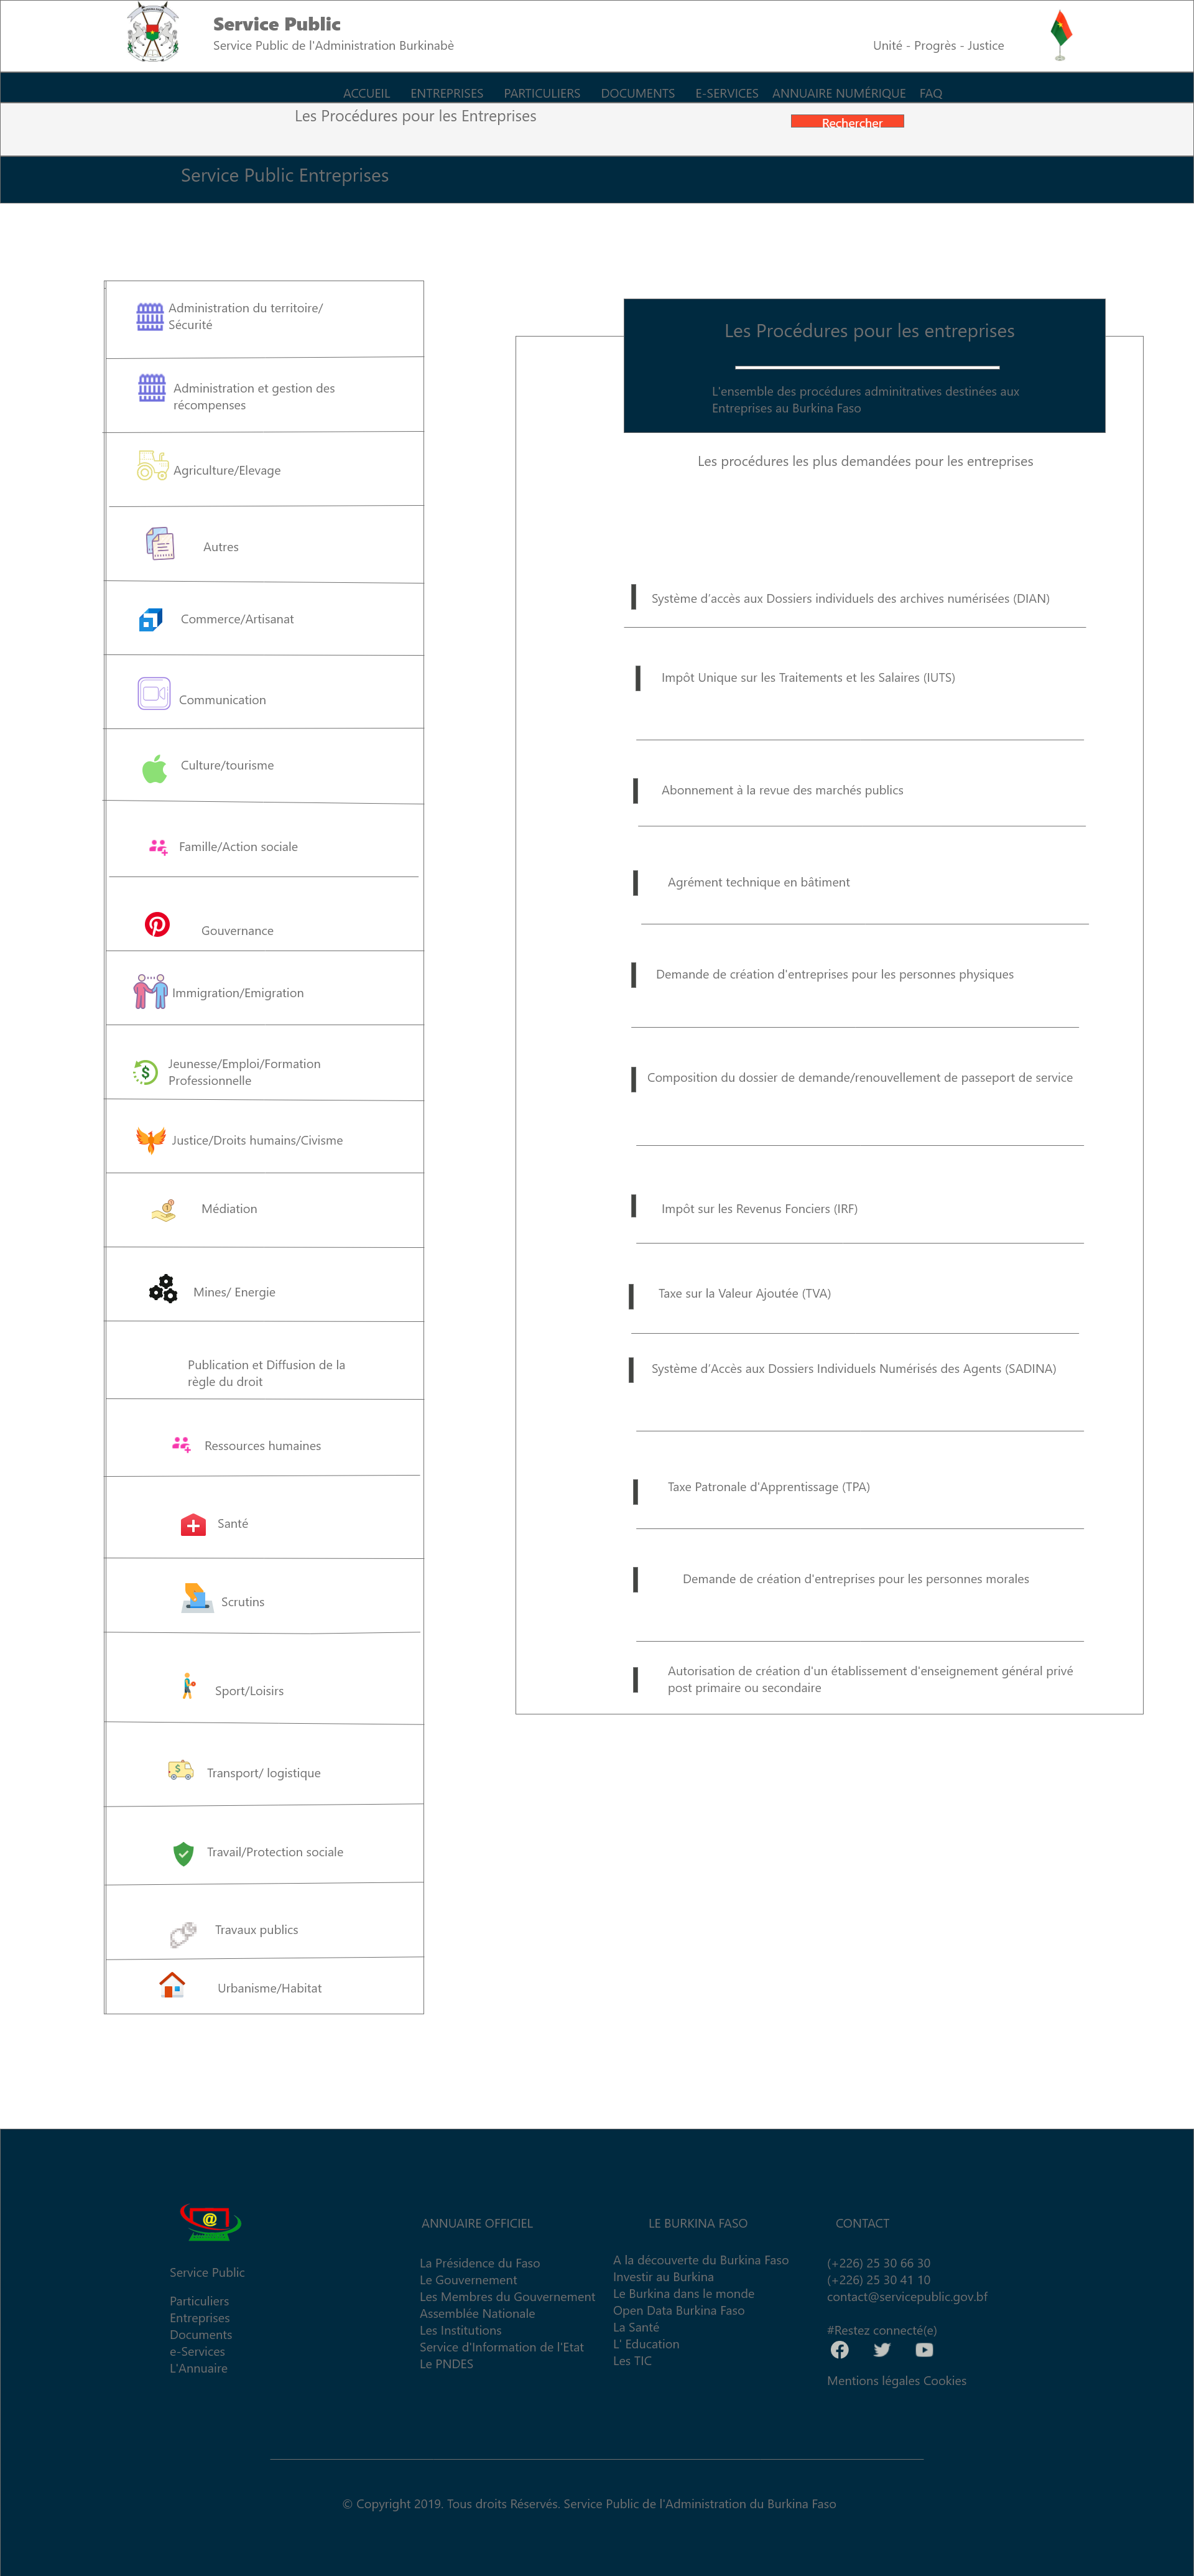 Service Public
Service Public de l'Administration Burkinabè
Unité - Progrès - Justice
ACCUEIL ENTREPRISES PARTICULIERS DOCUMENTS E-SERVICES ANNUAIRE NUMÉRIQUE FAQ
Les Procédures pour les Entreprises
Rechercher
Service Public Entreprises
Administration du territoire/
Sécurité
Administration et gestion des
récompenses
Agriculture/Elevage
Autres
Commerce/Artisanat
Communication
Culture/tourisme
Famille/Action sociale
Gouvernance
Immigration/Emigration
Jeunesse/Emploi/Formation
Professionnelle
Justice/Droits humains/Civisme
Médiation
Mines/ Energie
Publication et Diffusion de la
règle du droit
Ressources humaines
Santé
Scrutins
Sport/Loisirs
Transport/ logistique
Travail/Protection sociale
Travaux publics
Urbanisme/Habitat
Les Procédures pour les entreprises
L'ensemble des procédures adminitratives destinées aux
Entreprises au Burkina Faso
Les procédures les plus demandées pour les entreprises
Système d'accès aux Dossiers individuels des archives numérisées (DIAN)
Impôt Unique sur les Traitements et les Salaires (IUTS)
Abonnement à la revue des marchés publics
Agrément technique en bâtiment
Demande de création d'entreprises pour les personnes physiques
Composition du dossier de demande/renouvellement de passeport de service
Impôt sur les Revenus Fonciers (IRF)
Taxe sur la Valeur Ajoutée (TVA)
Système d'Accès aux Dossiers Individuels Numérisés des Agents (SADINA)
Taxe Patronale d'Apprentissage (TPA)
Demande de création d'entreprises pour les personnes morales
Autorisation de création d'un établissement d'enseignement général privé
post primaire ou secondaire
Service Public
Particuliers
Entreprises
Documents
e-Services
L'Annuaire
ANNUAIRE OFFICIEL
La Présidence du Faso
Le Gouvernement
Les Membres du Gouvernement
Assemblée Nationale
Les Institutions
Service d'Information de l'Etat
Le PNDES
LE BURKINA FASO
A la découverte du Burkina Faso
Investir au Burkina
Le Burkina dans le monde
Open Data Burkina Faso
La Santé
L' Education
Les TIC
CONTACT
(+226) 25 30 66 30
(+226) 25 30 41 10
contact@servicepublic.gov.bf
#Restez connecté(e)
Mentions légales Cookies
© Copyright 2019. Tous droits Réservés. Service Public de l'Administration du Burkina Faso